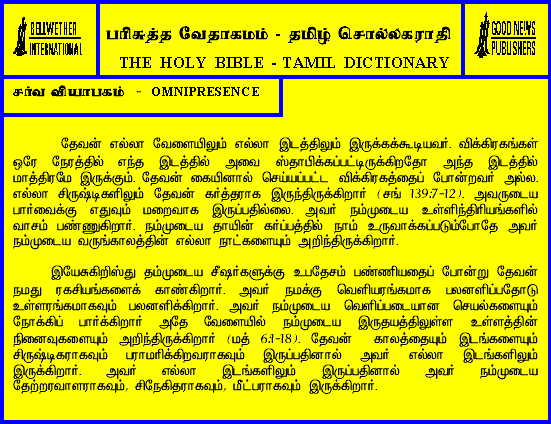 BELLWETHER
INTERNATIONAL
பரிசுத்த வேதாகமம் - தமிழ் சொல்லகராதி
THE HOLY BIBLE - TAMIL DICTIONARY
GOOD NEWS
PUBLISHERS
சர்வ வியாபகம் - OMNIPRESENCE
தேவன் எல்லா வேளையிலும் எல்லா இடத்திலும் இருக்கக்கூடியவர். விக்கிரகங்கள்
ஒரே நேரத்தில் எந்த இடத்தில் அவை ஸ்தாபிக்கப்பட்டிருக்கிறதோ அந்த இடத்தில்
மாத்திரமே இருக்கும். தேவன் கையினால் செய்யப்பட்ட விக்கிரகத்தைப் போன்றவர் அல்ல.
எல்லா சிருஷ்டிகளிலும் தேவன் கர்த்தராக இருந்திருக்கிறார் (சங் 139:7-12). அவருடைய
பார்வைக்கு எதுவும் மறைவாக இருப்பதில்லை. அவர் நம்முடைய உள்ளிந்திரியங்களில்
வாசம் பண்ணுகிறார். நம்முடைய தாயின் கர்ப்பத்தில் நாம் உருவாக்கப்படும்போதே அவர்
நம்முடைய வருங்காலத்தின் எல்லா நாட்களையும் அறிந்திருக்கிறார்.
இயேசுகிறிஸ்து தம்முடைய சீஷர்களுக்கு உபதேசம் பண்ணியதைப் போன்று தேவன்
நமது ரகசியங்களைக் காண்கிறார். அவர் நமக்கு வெளியரங்கமாக பலனளிப்பதோடு
உள்ளரங்கமாகவும் பலனளிக்கிறார். அவர் நம்முடைய வெளிப்படையான செயல்களையும்
நோக்கிப் பார்க்கிறார் அதே வேளையில் நம்முடைய இருதயத்திலுள்ள உள்ளத்தின்
நினைவுகளையும் அறிந்திருக்கிறார் (மத் 6:1-18). தேவன் காலத்தையும் இடங்களையும்
சிருஷ்டிகராகவும் பராமரிக்கிறவராகவும் இருப்பதினால் அவர் எல்லா இடங்களிலும்
இருக்கிறார். அவர் எல்லா இடங்களிலும் இருப்பதினால் அவர் நம்முடைய
தேற்றரவாளராகவும், சிநேகிதராகவும், மீட்பராகவும் இருக்கிறார்.